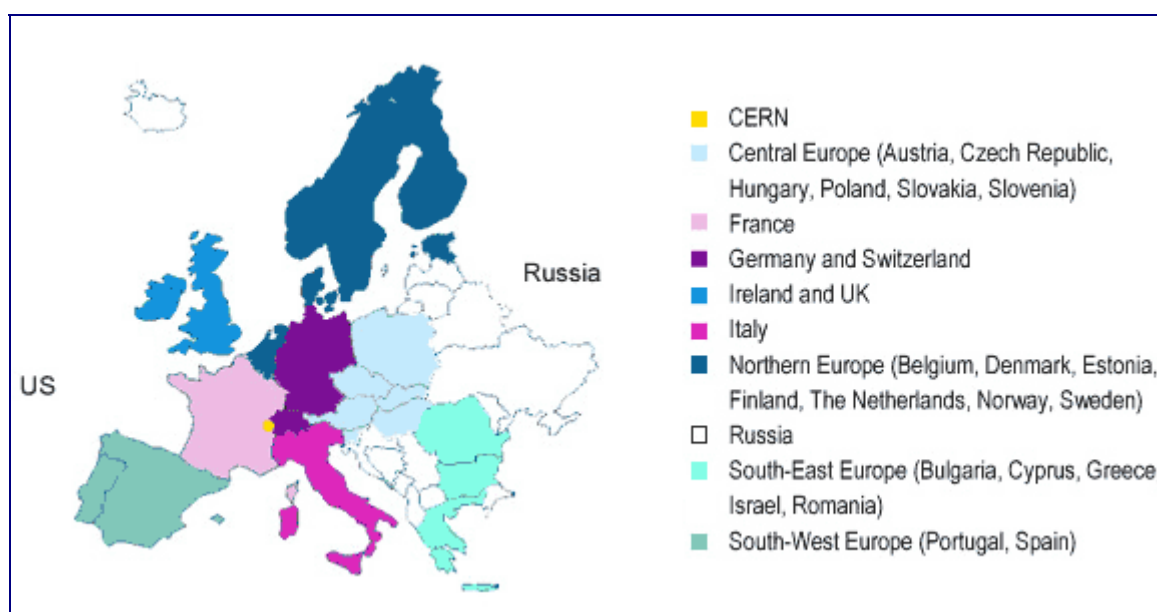 CERN
Central Europe (Austria, Czech Republic,
Hungary, Poland, Slovakia, Slovenia)
France
Germany and Switzerland
Russia
Ireland and UK
Italy
US
Northern Europe (Belgium, Denmark, Estonia,
Finland, The Netherlands, Norway, Sweden)
Russia
South-East Europe (Bulgaria, Cyprus, Greece
Israel, Romania)
South-West Europe (Portugal, Spain)